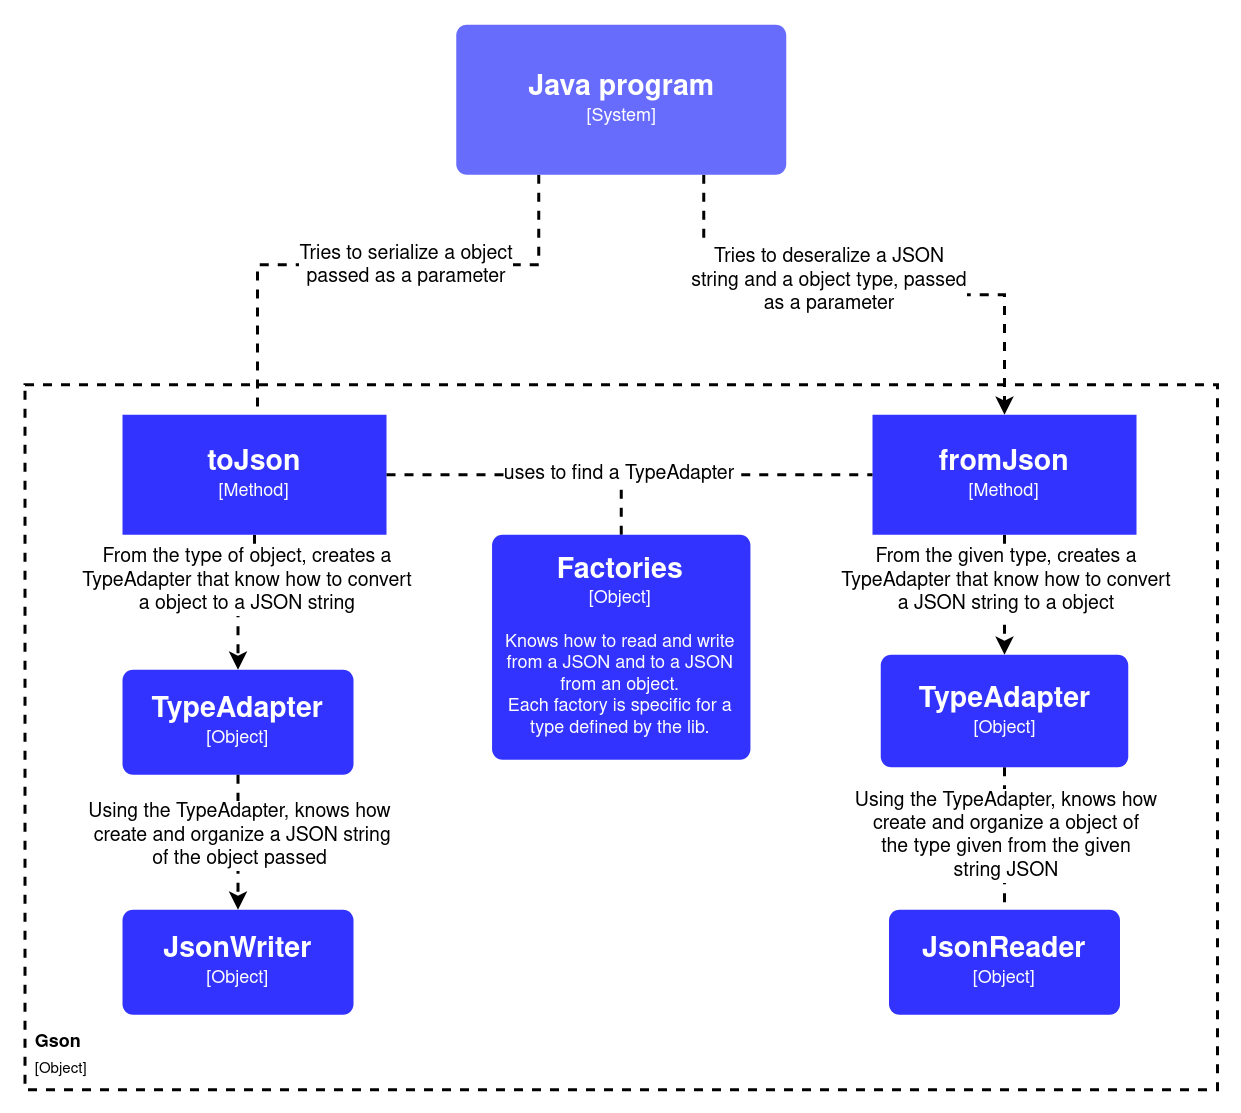 Java program
[System]
Tries to serialize a object
passed as a parameter
Tries to deseralize a JSON
string and a object type, passed
as a parameter
toJson
[Method]
uses to find a TypeAdapter
fromJson
[Method]
From the type of object, creates a
TypeAdapter that know how to convert
a object to a JSON string
Factories
[Object]
Knows how to read and write
from a JSON and to a JSON
from an object.
Each factory is specific for a
type defined by the lib.
From the given type, creates a
TypeAdapter that know how to convert
a JSON string to a object
TypeAdapter
[Object]
TypeAdapter
[Object]
Using the TypeAdapter, knows how
create and organize a JSON string
of the object passed
Using the TypeAdapter, knows how
create and organize a object of
the type given from the given
string JSON
JsonWriter
[Object]
JsonReader
[Object]
Gson
[Object]